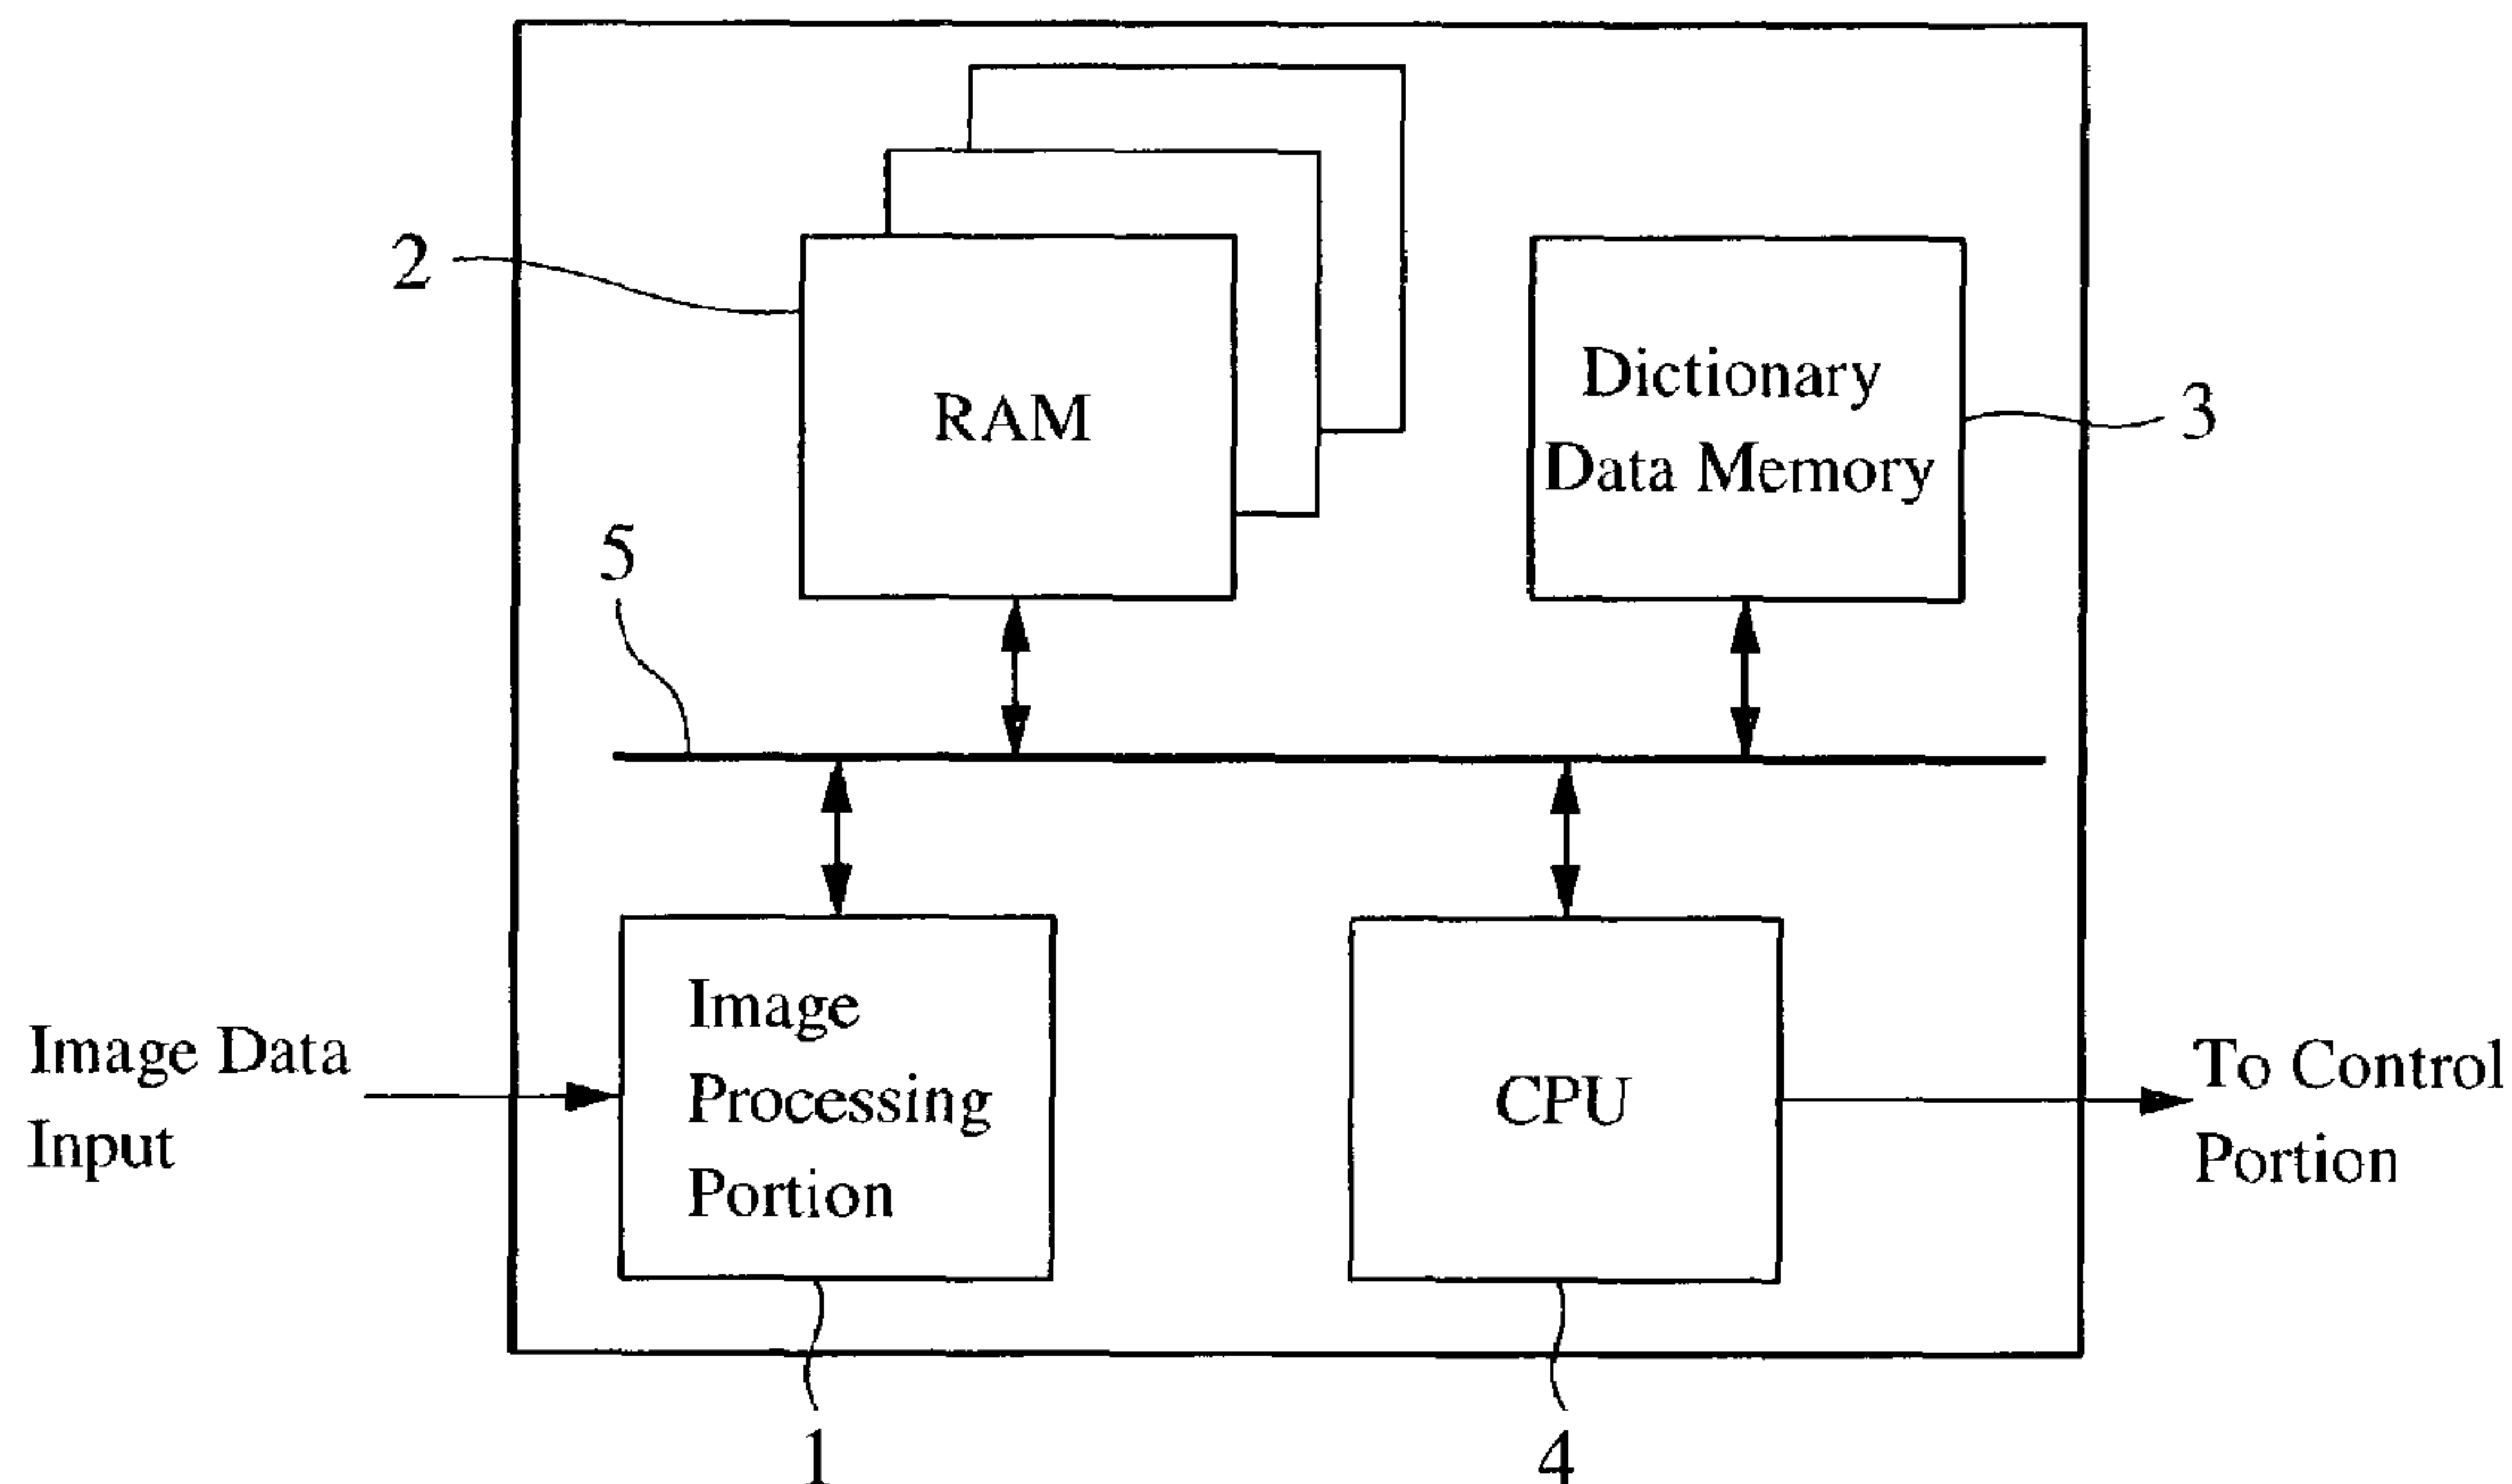 2
RAM
Dictionary
Data Memory
3
5
Image Data
Input
Image
Processing
Portion
CPU
To Control
Portion
1
4